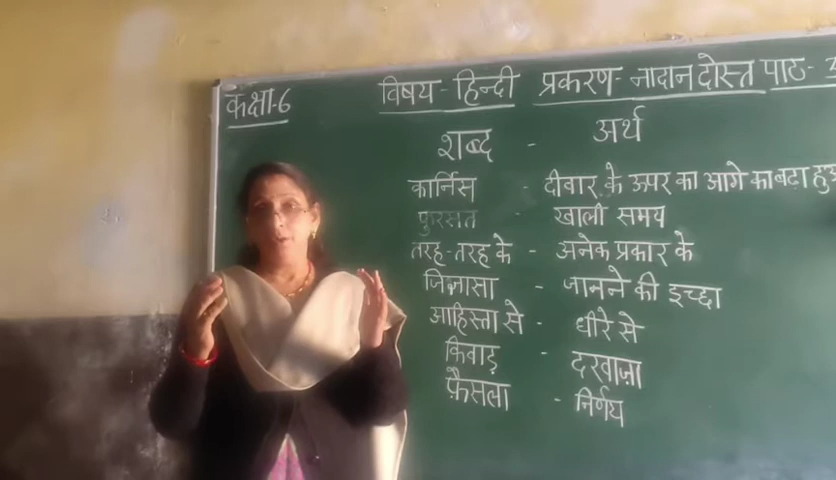 कक्षा-6 विषय- हिन्दी प्रकरण- नादान दोस्त पाठ-
शब्द - अर्थ
कार्निस - दीवार के ऊपर का आगे का बढ़ा
फुरसत - खाली समय
तरह-तरह के - अनेक प्रकार के
जिज्ञासा - जानने की इच्छा
आहिस्ता से - धीरे से
किवाड़ - दरवाज़ा
फ़ैसला - निर्णय